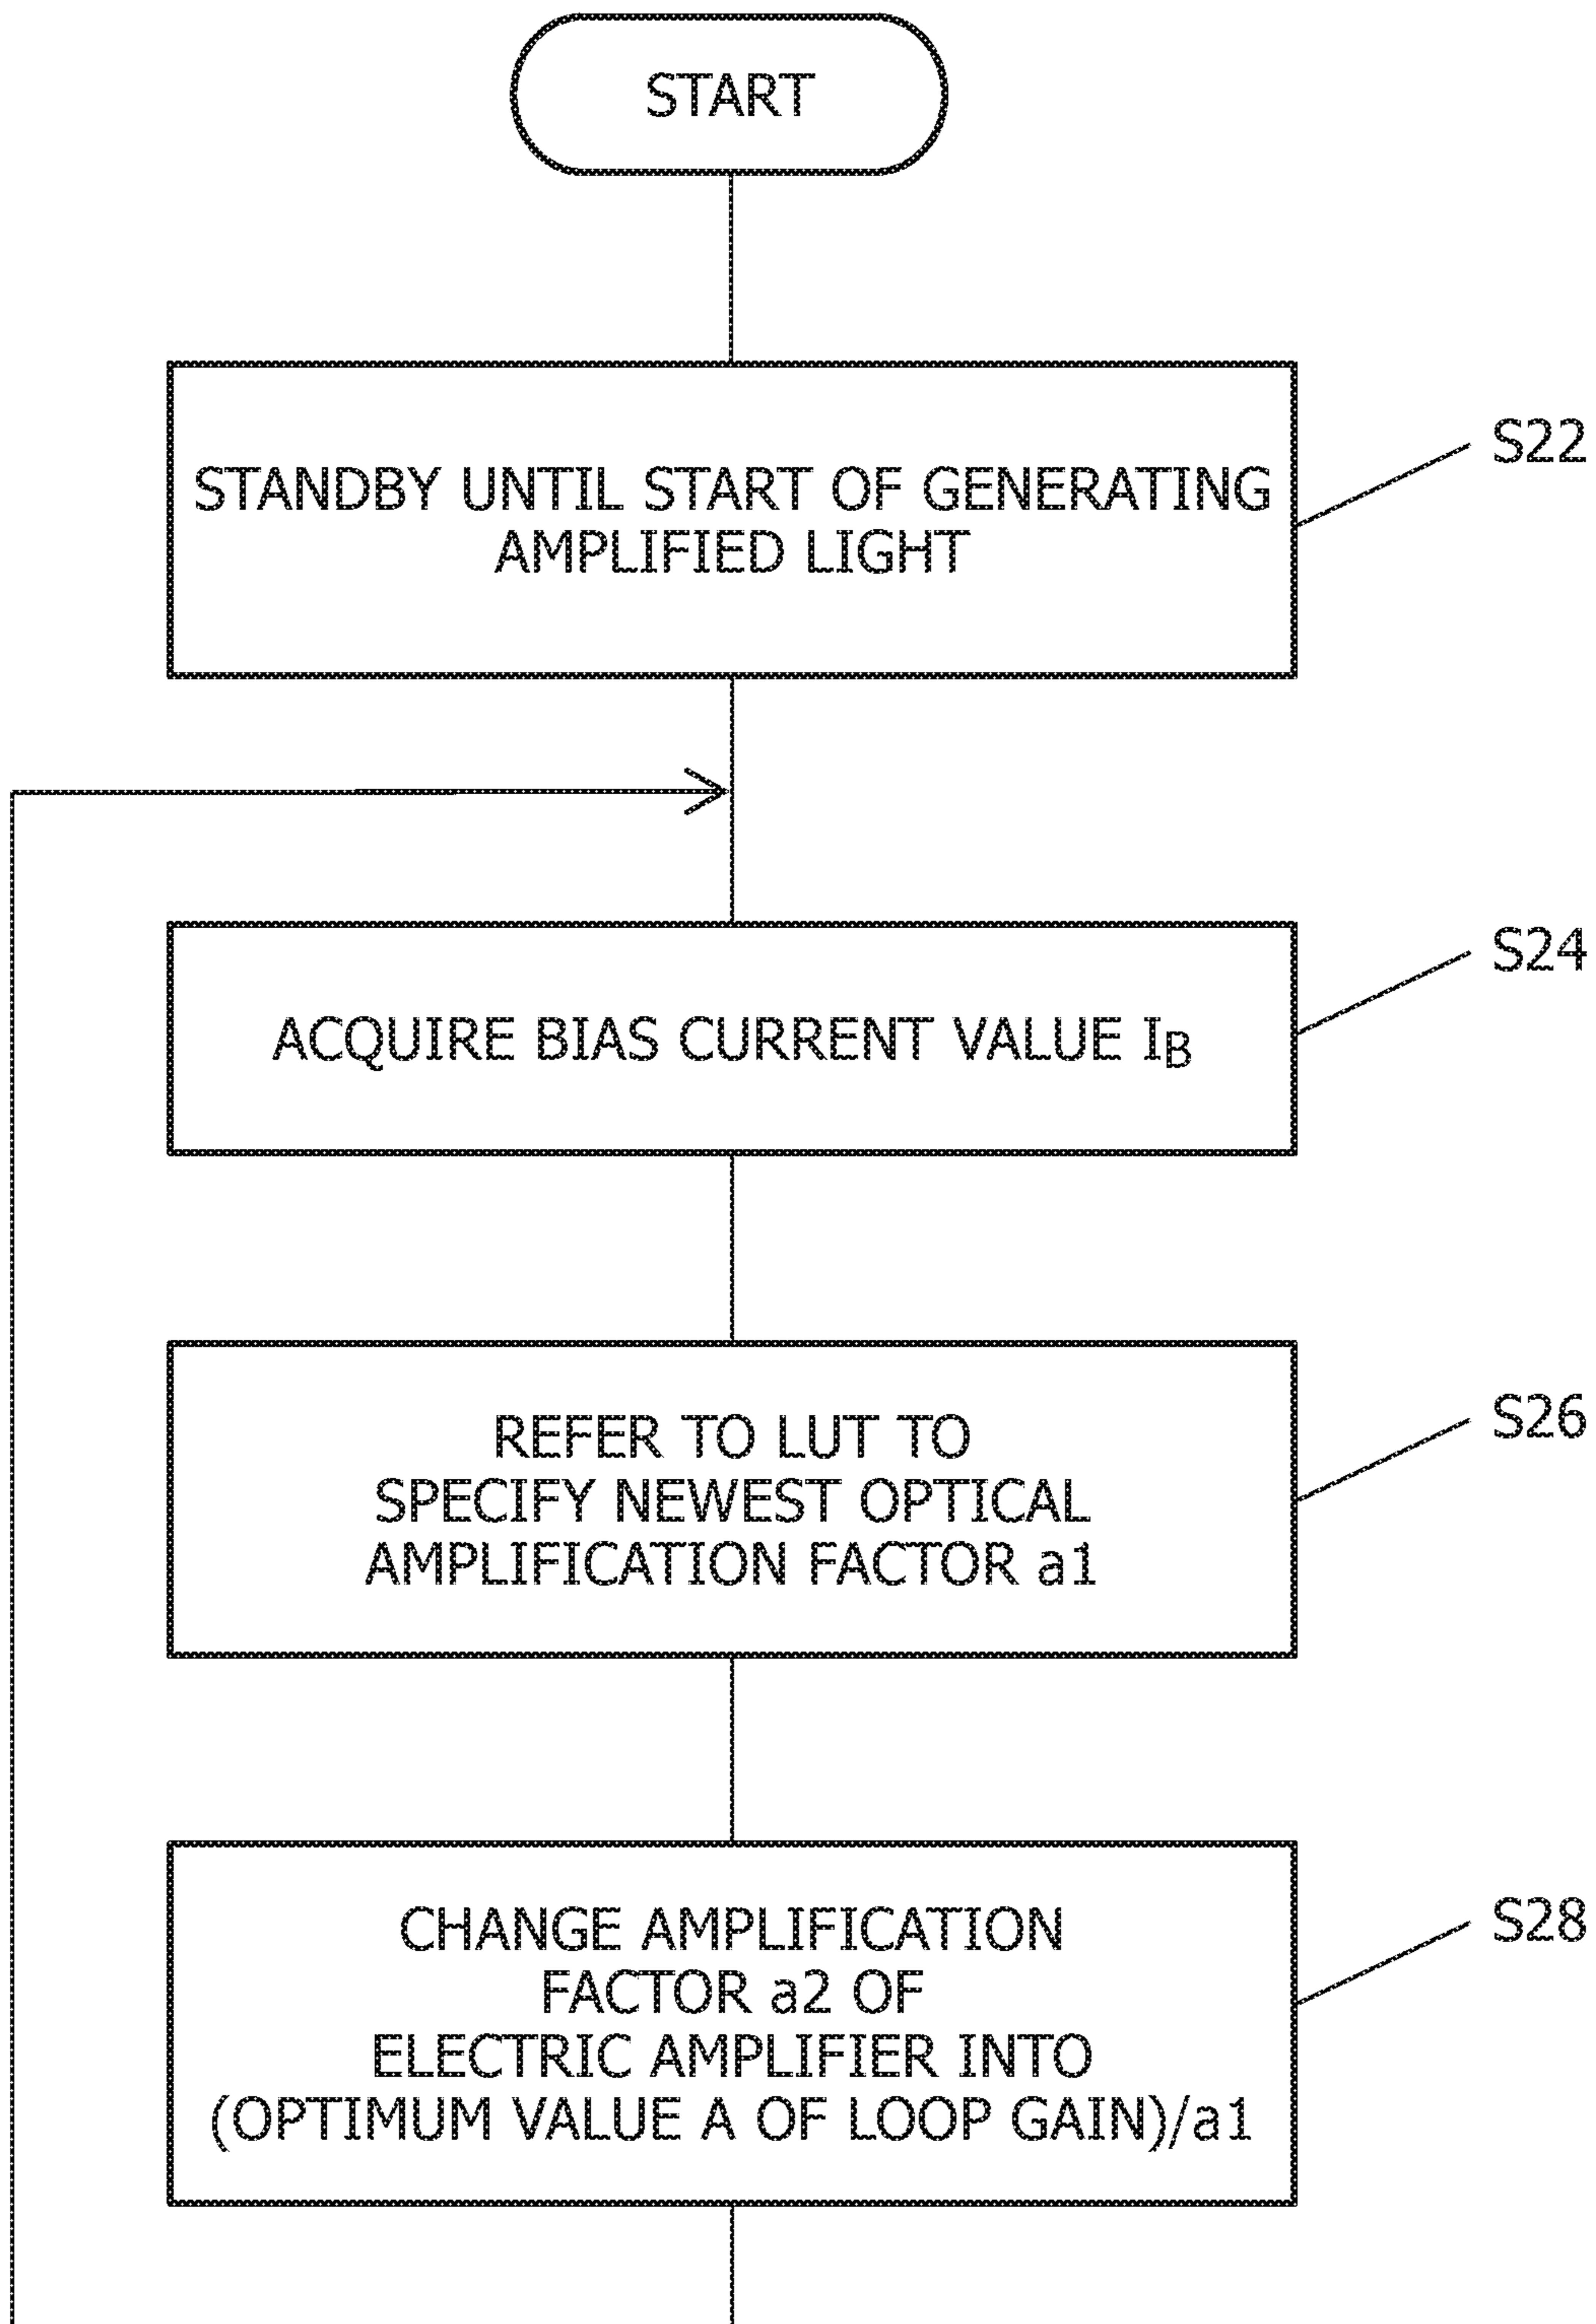 START
STANDBY UNTIL START OF GENERATING
AMPLIFIED LIGHT
S22
ACQUIRE BIAS CURRENT VALUE IB
S24
REFER TO LUT TO
SPECIFY NEWEST OPTICAL
AMPLIFICATION FACTOR a1
S26
CHANGE AMPLIFICATION
FACTOR a2 OF
ELECTRIC AMPLIFIER INTO
(OPTIMUM VALUE A OF LOOP GAIN)/a1
S28